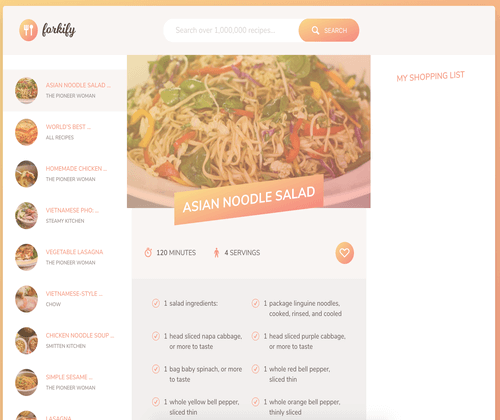 forkify
Search over 1,000,000 recipes...
SEARCH
ASIAN NOODLE SALAD ...
THE PIONEER WOMAN
WORLD'S BEST ...
ALL RECIPES
HOMEMADE CHICKEN ...
THE PIONEER WOMAN
VIETNAMESE PHO: ...
STEAMY KITCHEN
VEGETABLE LASAGNA
THE PIONEER WOMAN
VIETNAMESE-STYLE ...
CHOW
CHICKEN NOODLE SOUP ...
SMITTEN KITCHEN
SIMPLE SESAME ...
THE PIONEER WOMAN
LASAGNA
ASIAN NOODLE SALAD
120 MINUTES
4 SERVINGS
1 salad ingredients:
1 package linguine noodles,
cooked, rinsed, and cooled
1 head sliced napa cabbage,
or more to taste
1 head sliced purple cabbage,
or more to taste
1 bag baby spinach, or more
to taste
1 whole red bell pepper,
sliced thin
1 whole yellow bell pepper,
sliced thin
1 whole orange bell pepper,
thinly sliced
MY SHOPPING LIST